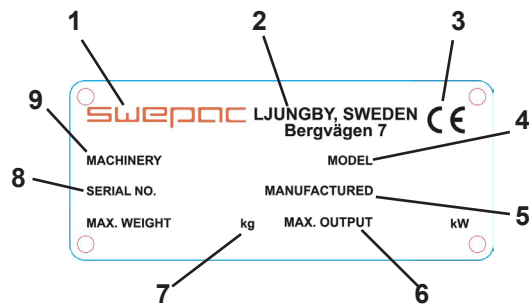 1 2 3
swepac LJUNGBY, SWEDEN
Bergvägen 7
CE
9 4
MACHINERY MODEL
8
SERIAL NO. MANUFACTURED
5
MAX. WEIGHT kg MAX. OUTPUT kW
7 6